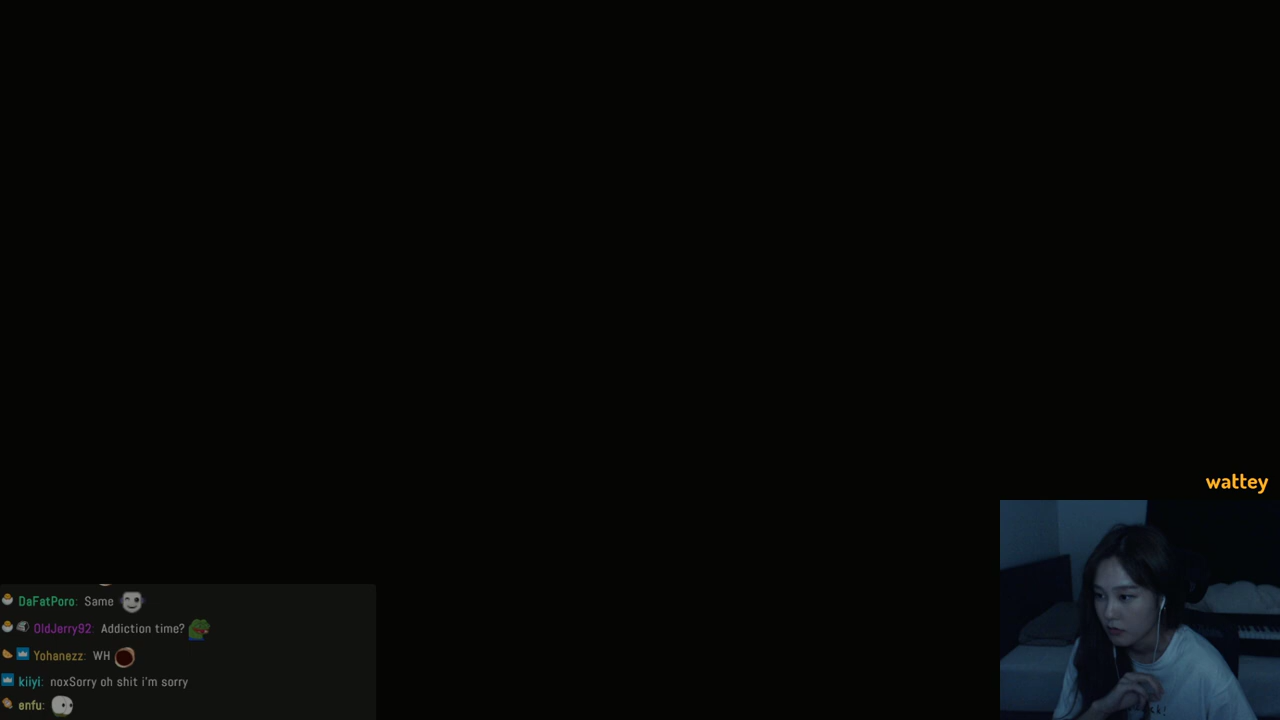 wattey
DaFatPoro: Same
OldJerry92: Addiction time?
Yohanezz: WH
kiiyi: noxSorry oh shit i'm sorry
enfu: